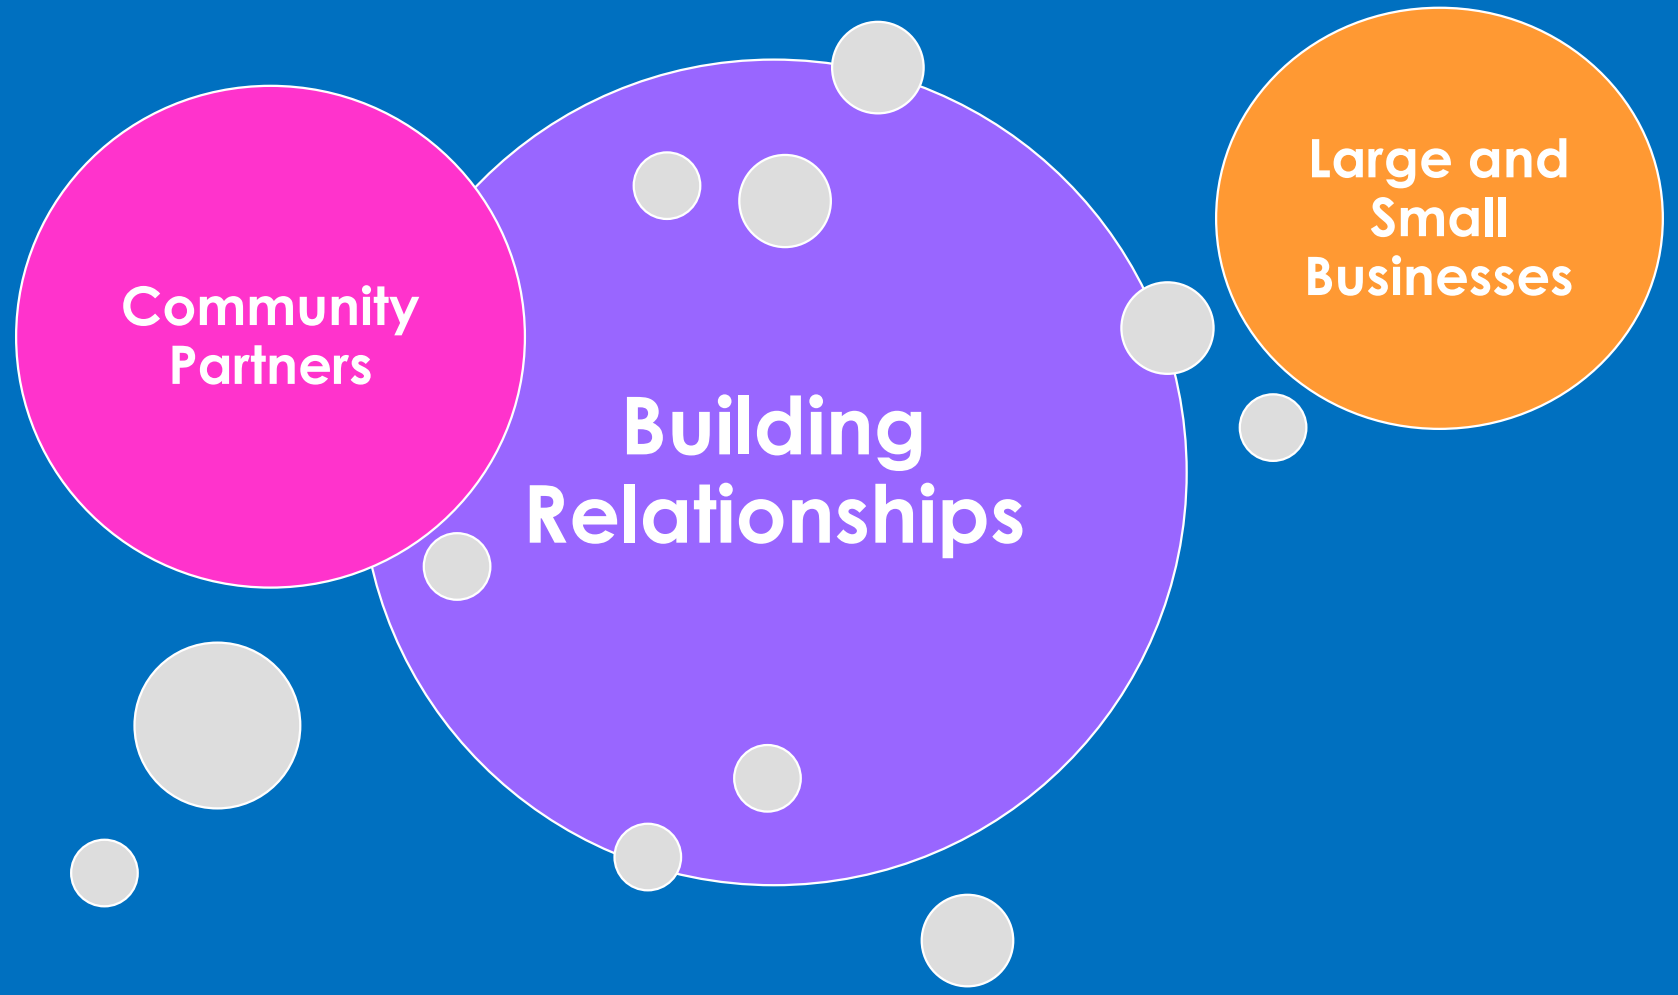 Community
Partners
Building
Relationships
Large and
Small
Businesses